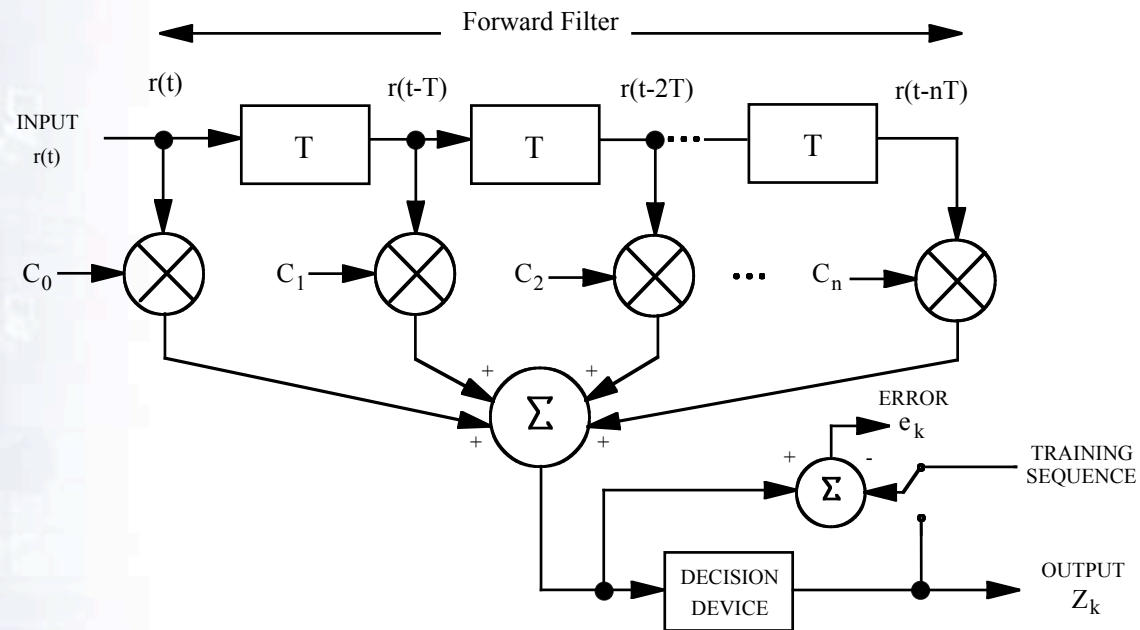 Forward Filter
r(t)
r(t-T)
r(t-2T)
r(t-nT)
INPUT
r(t)
T
T
T
C0
C1
C2
Cn
+
+
+
+
Σ
ERROR
ek
+
-
Σ
TRAINING
SEQUENCE
DECISION
DEVICE
OUTPUT
Zk